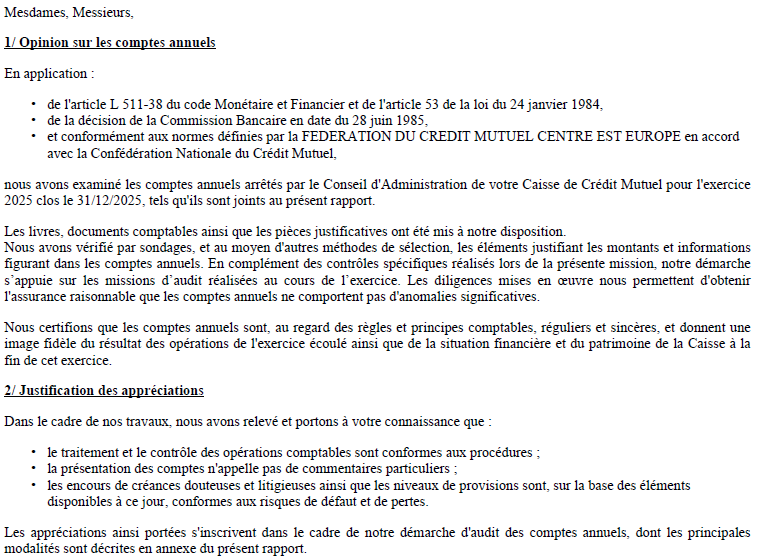 Mesdames, Messieurs,
1/ Opinion sur les comptes annuels
En application :
• de l'article L 511-38 du code Monétaire et Financier et de l'article 53 de la loi du 24 janvier 1984,
• de la décision de la Commission Bancaire en date du 28 juin 1985,
• et conformément aux normes définies par la FEDERATION DU CREDIT MUTUEL CENTRE EST EUROPE en accord
avec la Confédération Nationale du Crédit Mutuel,
nous avons examiné les comptes annuels arrêtés par le Conseil d'Administration de votre Caisse de Crédit Mutuel pour l'exercice
2025 clos le 31/12/2025, tels qu'ils sont joints au présent rapport.
Les livres, documents comptables ainsi que les pièces justificatives ont été mis à notre disposition.
Nous avons vérifié par sondages, et au moyen d'autres méthodes de sélection, les éléments justifiant les montants et informations
figurant dans les comptes annuels. En complément des contrôles spécifiques réalisés lors de la présente mission, notre démarche
s’appuie sur les missions d’audit réalisées au cours de l’exercice. Les diligences mises en œuvre nous permettent d'obtenir
l'assurance raisonnable que les comptes annuels ne comportent pas d'anomalies significatives.
Nous certifions que les comptes annuels sont, au regard des règles et principes comptables, réguliers et sincères, et donnent une
image fidèle du résultat des opérations de l'exercice écoulé ainsi que de la situation financière et du patrimoine de la Caisse à la
fin de cet exercice.
2/ Justification des appréciations
Dans le cadre de nos travaux, nous avons relevé et portons à votre connaissance que :
• le traitement et le contrôle des opérations comptables sont conformes aux procédures ;
• la présentation des comptes n'appelle pas de commentaires particuliers ;
• les encours de créances douteuses et litigieuses ainsi que les niveaux de provisions sont, sur la base des éléments
disponibles à ce jour, conformes aux risques de défaut et de pertes.
Les appréciations ainsi portées s'inscrivent dans le cadre de notre démarche d'audit des comptes annuels, dont les principales
modalités sont décrites en annexe du présent rapport.